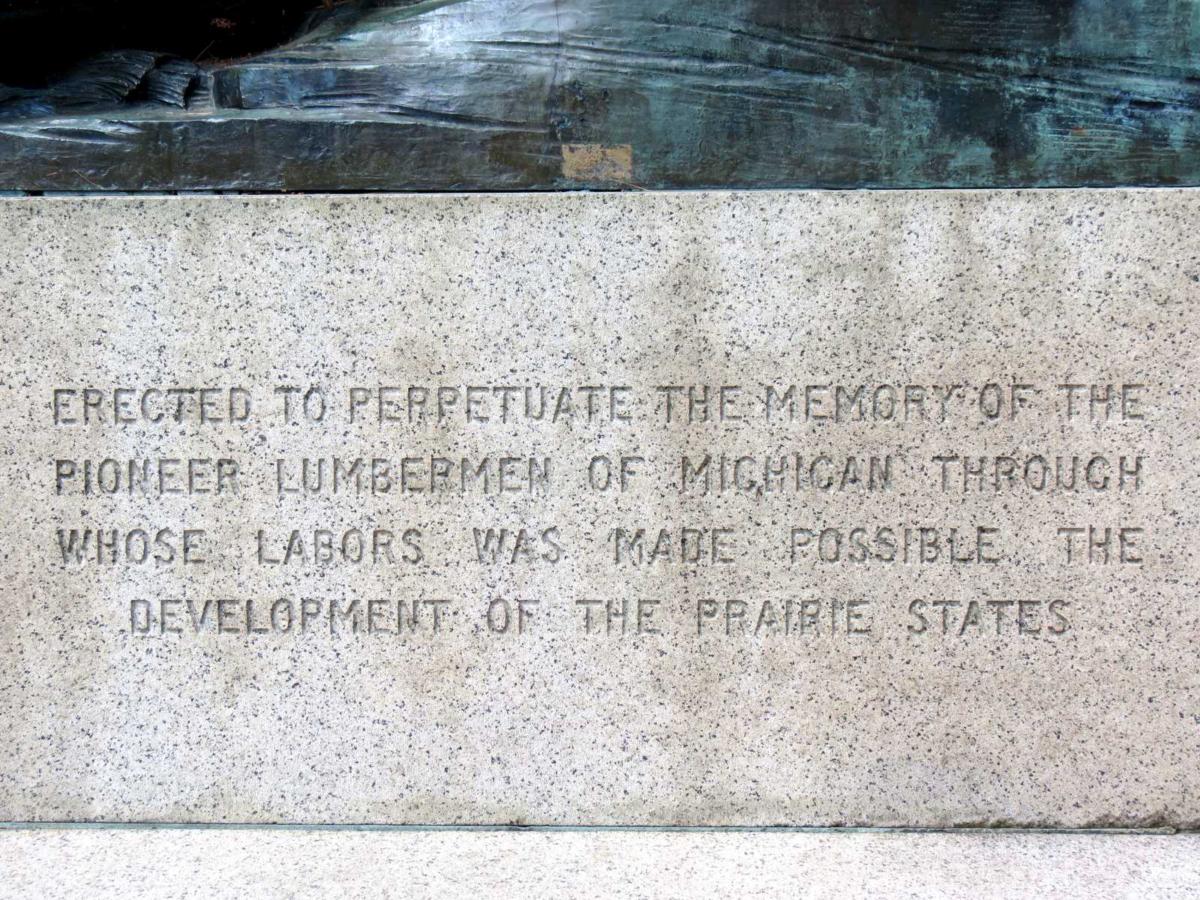 ERECTED TO PERPETUATE THE MEMORY OF THE
PIONEER LUMBERMEN OF MICHIGAN THROUGH
WHOSE LABORS WAS MADE POSSIBLE THE
DEVELOPMENT OF THE PRAIRIE STATES